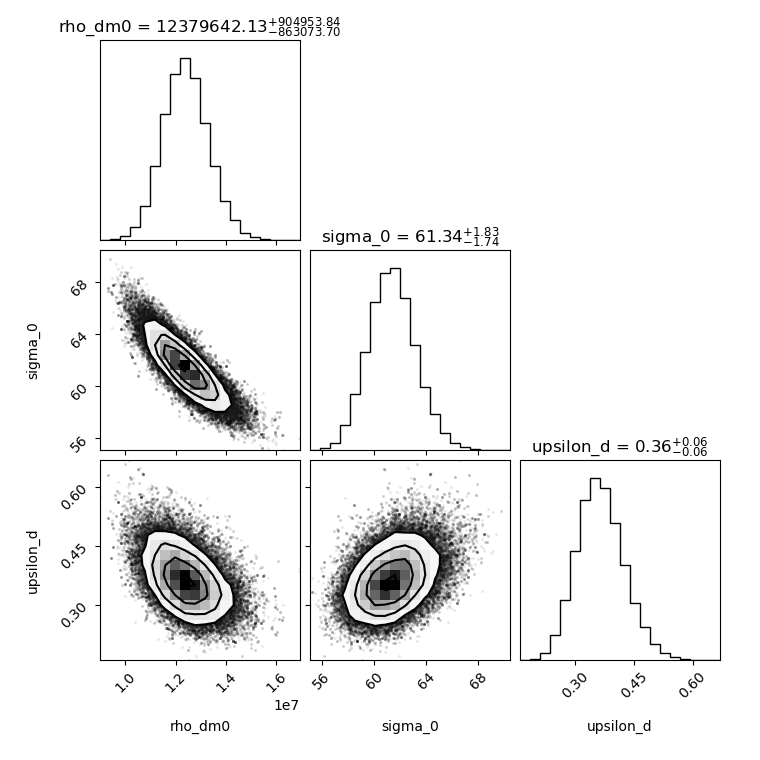 rho_dm0 = 12379642.13+904953.84
−863073.70
sigma_0 = 61.34+1.83
−1.74
upsilon_d = 0.36+0.06
−0.06
sigma_0
68
64
60
56
upsilon_d
0.60
0.45
0.30
1.0
1.2
1.4
1.6
1e7
rho_dm0
56
60
64
68
sigma_0
0.30
0.45
0.60
upsilon_d